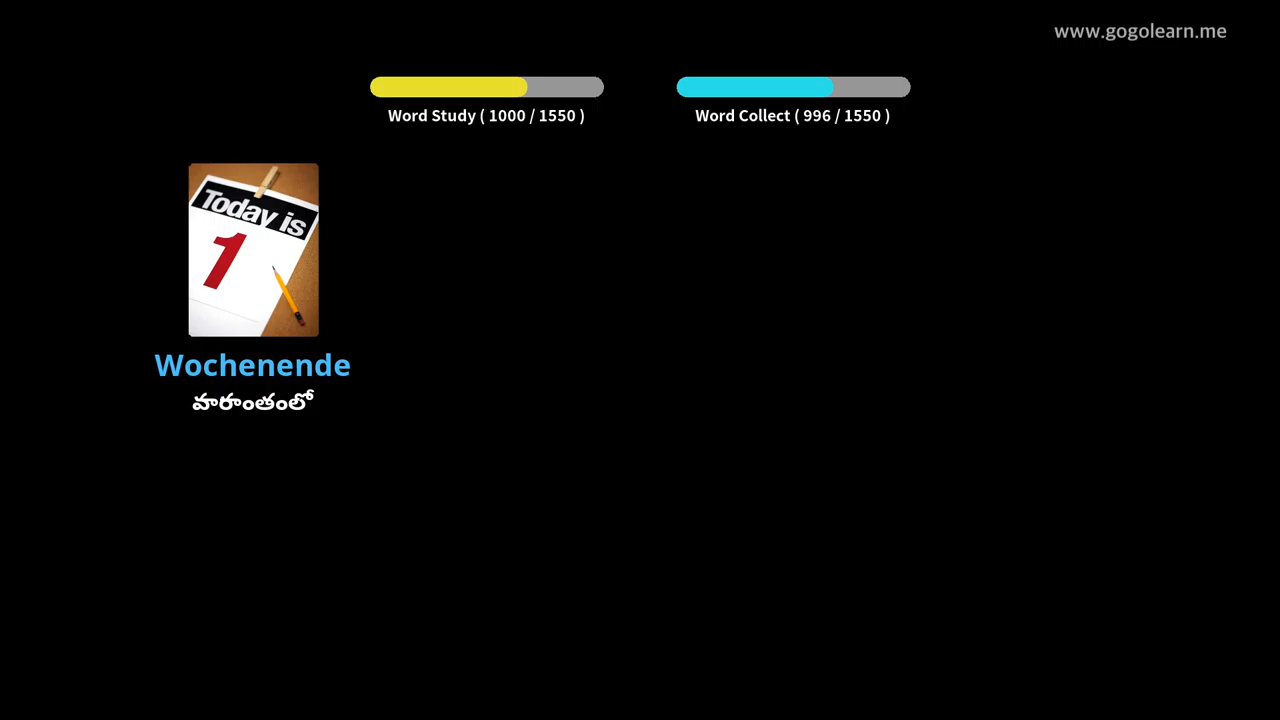 www.gogolearn.me
Word Study ( 1000 / 1550 )
Word Collect ( 996 / 1550 )
Today is
1
Wochenende
వారాంతంలో